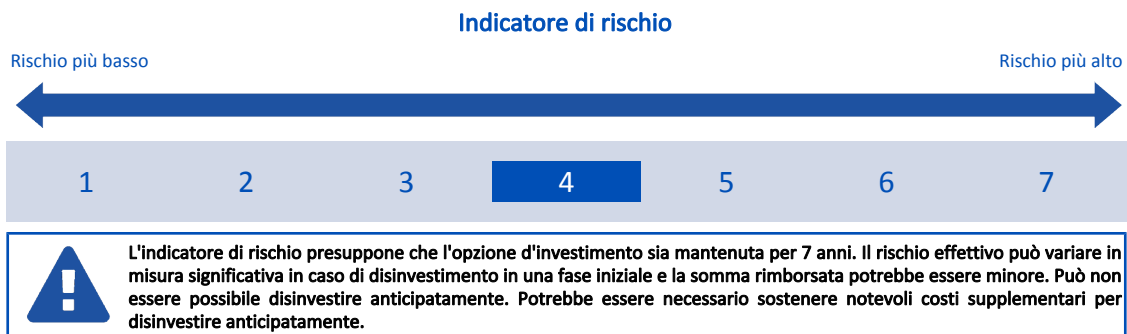 Indicatore di rischio
Rischio più basso
Rischio più alto
1 2 3 4 5 6 7
L'indicatore di rischio presuppone che l'opzione d'investimento sia mantenuta per 7 anni. Il rischio effettivo può variare in
misura significativa in caso di disinvestimento in una fase iniziale e la somma rimborsata potrebbe essere minore. Può non
essere possibile disinvestire anticipatamente. Potrebbe essere necessario sostenere notevoli costi supplementari per
disinvestire anticipatamente.